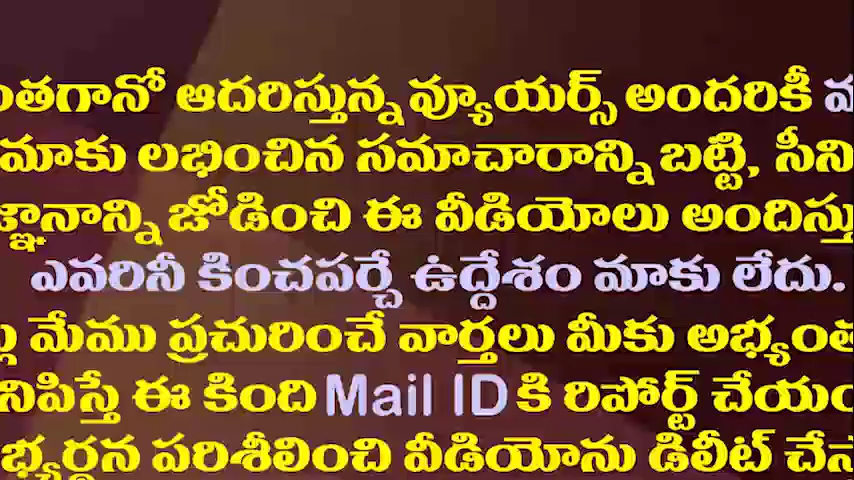 ంతగానో ఆదరిస్తున్న వ్యూయర్స్ అందరికీ
మాకు లభించిన సమాచారాన్ని బట్టి, సీని
జ్ఞానాన్ని జోడించి ఈ వీడియోలు అందిస్తు
ఎవరినీ కించపర్చే ఉద్దేశం మాకు లేదు.
మేము ప్రచురించే వార్తలు మీకు అభ్యంత
నిపిస్తే ఈ కింది Mail ID కి రిపోర్ట్ చేయం
భ్యర్థన పరిశీలించి వీడియోను డిలీట్ చేస